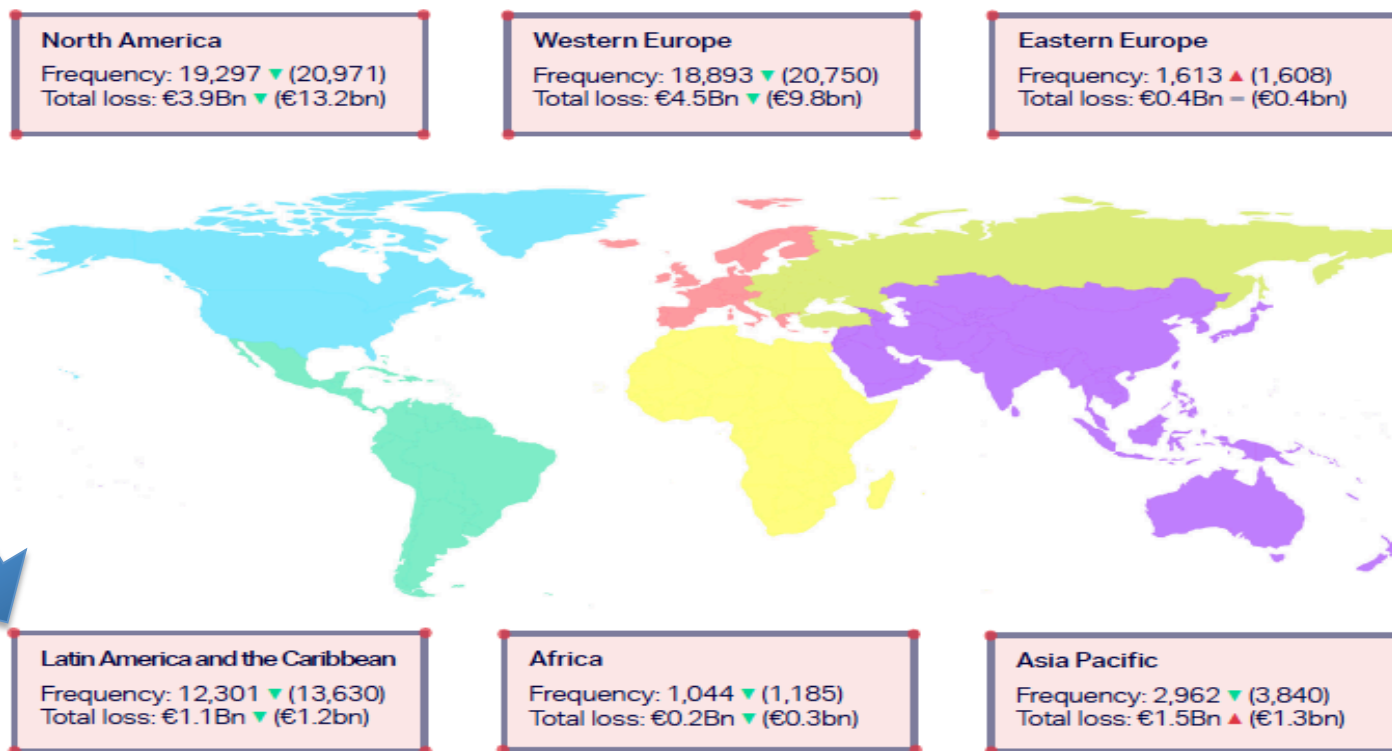 North America
Frequency: 19,297 ▼ (20,971)
Total loss: €3.9Bn ▼ (€13.2bn)
Western Europe
Frequency: 18,893 ▼ (20,750)
Total loss: €4.5Bn ▼ (€9.8bn)
Eastern Europe
Frequency: 1,613 ▲ (1,608)
Total loss: €0.4Bn = (€0.4bn)
Latin America and the Caribbean
Frequency: 12,301 ▼ (13,630)
Total loss: €1.1Bn ▼ (€1.2bn)
Africa
Frequency: 1,044 ▼ (1,185)
Total loss: €0.2Bn ▼ (€0.3bn)
Asia Pacific
Frequency: 2,962 ▼ (3,840)
Total loss: €1.5Bn ▲ (€1.3bn)